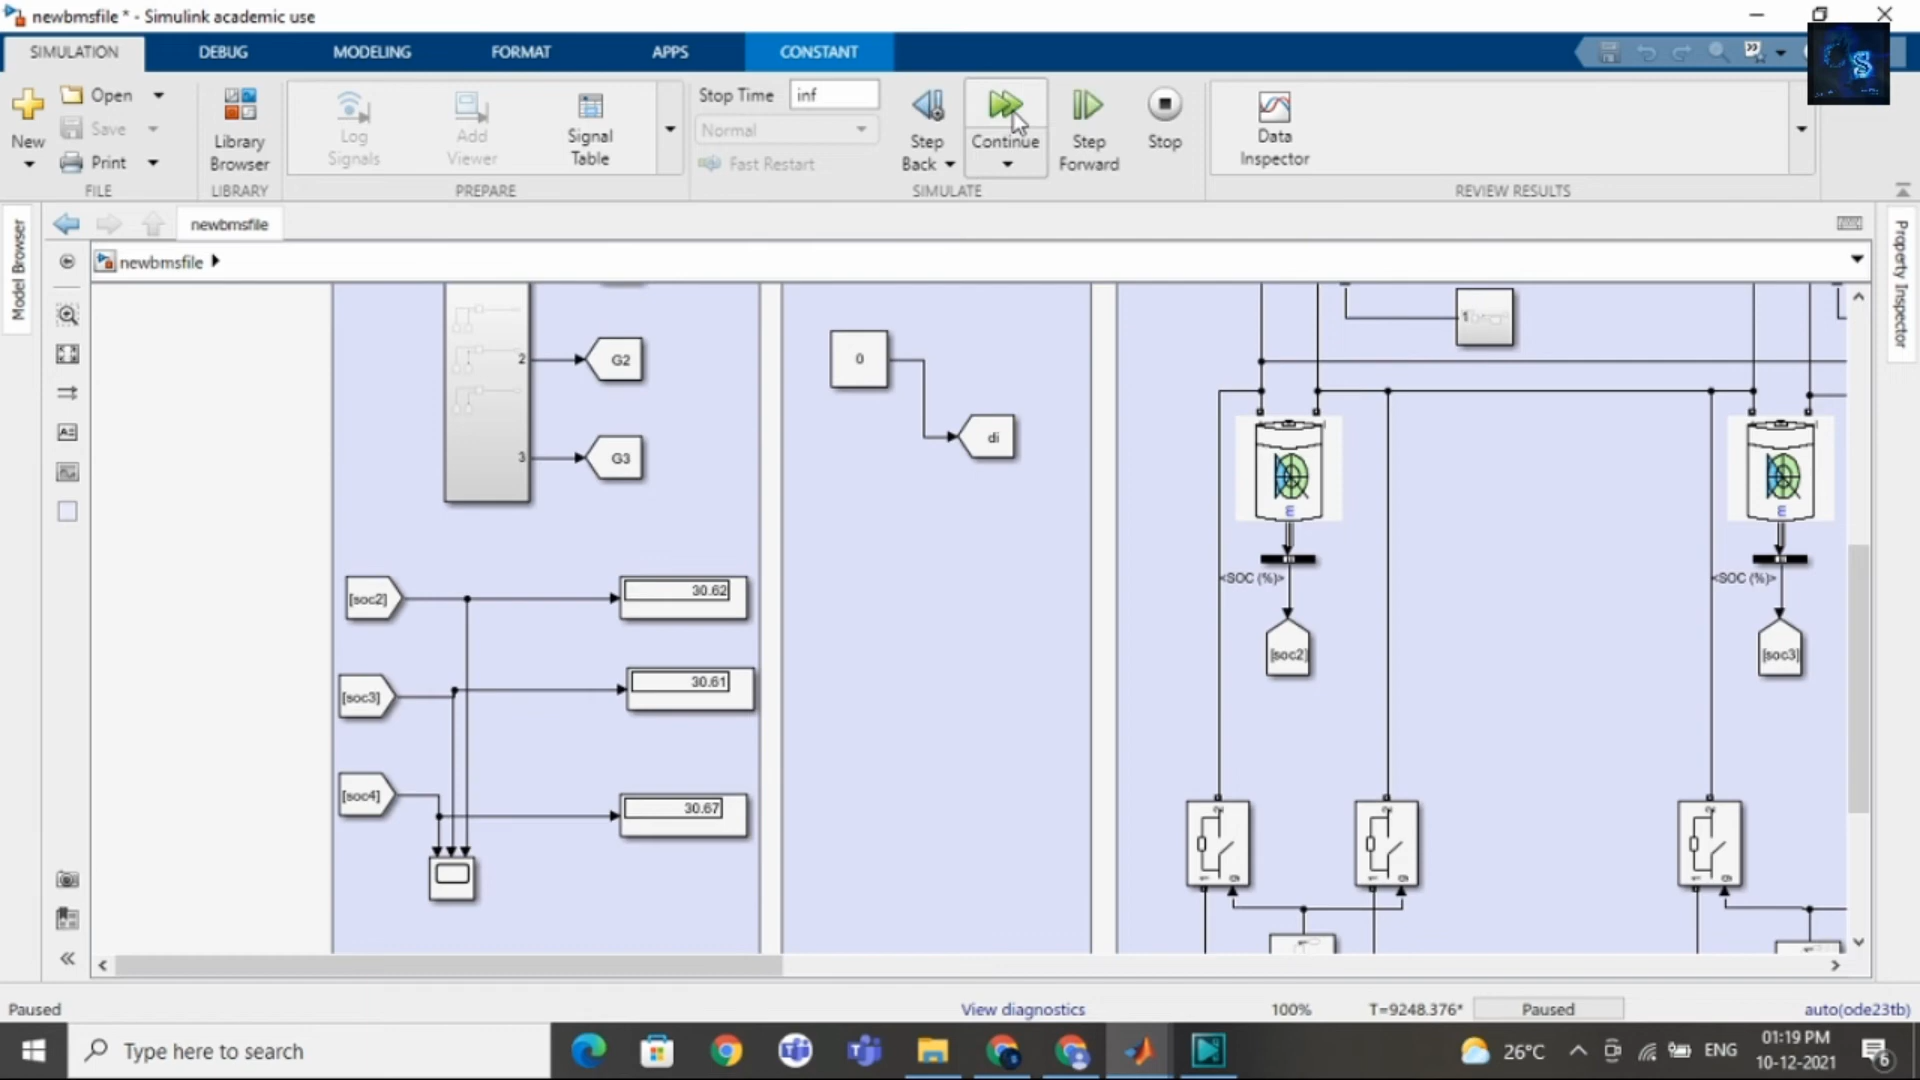 newbmsfile * - Simulink academic use
SIMULATION
DEBUG
MODELING
FORMAT
APPS
CONSTANT
New
Open
Save
Print
FILE
Library
Browser
LIBRARY
Log
Signals
Add
Viewer
Signal
Table
PREPARE
Stop Time
inf
Normal
Fast Restart
Step
Back
Continue
Step
Forward
Stop
SIMULATE
Data
Inspector
REVIEW RESULTS
Model Browser
Property Inspector
newbmsfile
newbmsfile
2
G2
3
G3
0
di
1
<SOC (%)>
<SOC (%)>
[soc2]
[soc3]
[soc2]
30.62
[soc3]
30.61
[soc4]
30.67
Paused
View diagnostics
100%
T=9248.376*
Paused
auto(ode23tb)
Type here to search
26°C
ENG
01:19 PM
10-12-2021
6